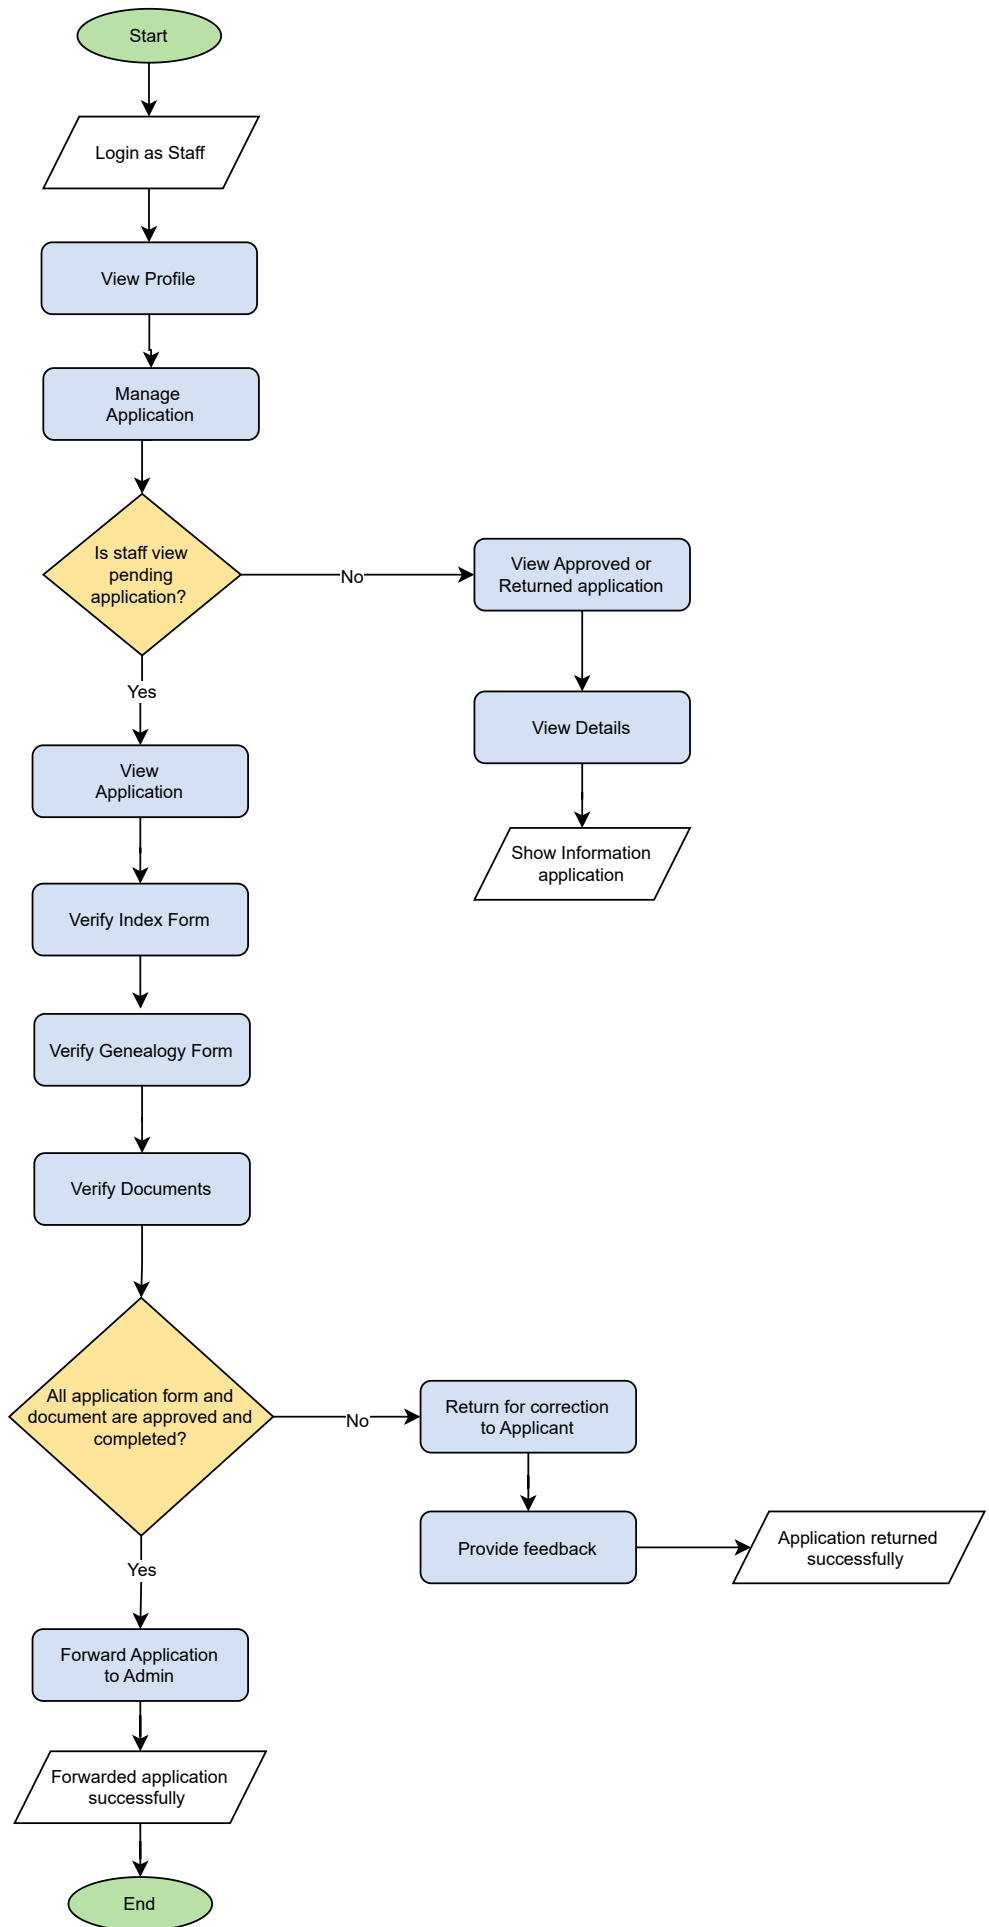 Start
Login as Staff
View Profile
Manage
Application
Is staff view
pending
application?
No
View Approved or
Returned application
Yes
View Details
View
Application
Show Information
application
Verify Index Form
Verify Genealogy Form
Verify Documents
All application form and
document are approved and
completed?
No
Return for correction
to Applicant
Provide feedback
Application returned
successfully
Yes
Forward Application
to Admin
Forwarded application
successfully
End